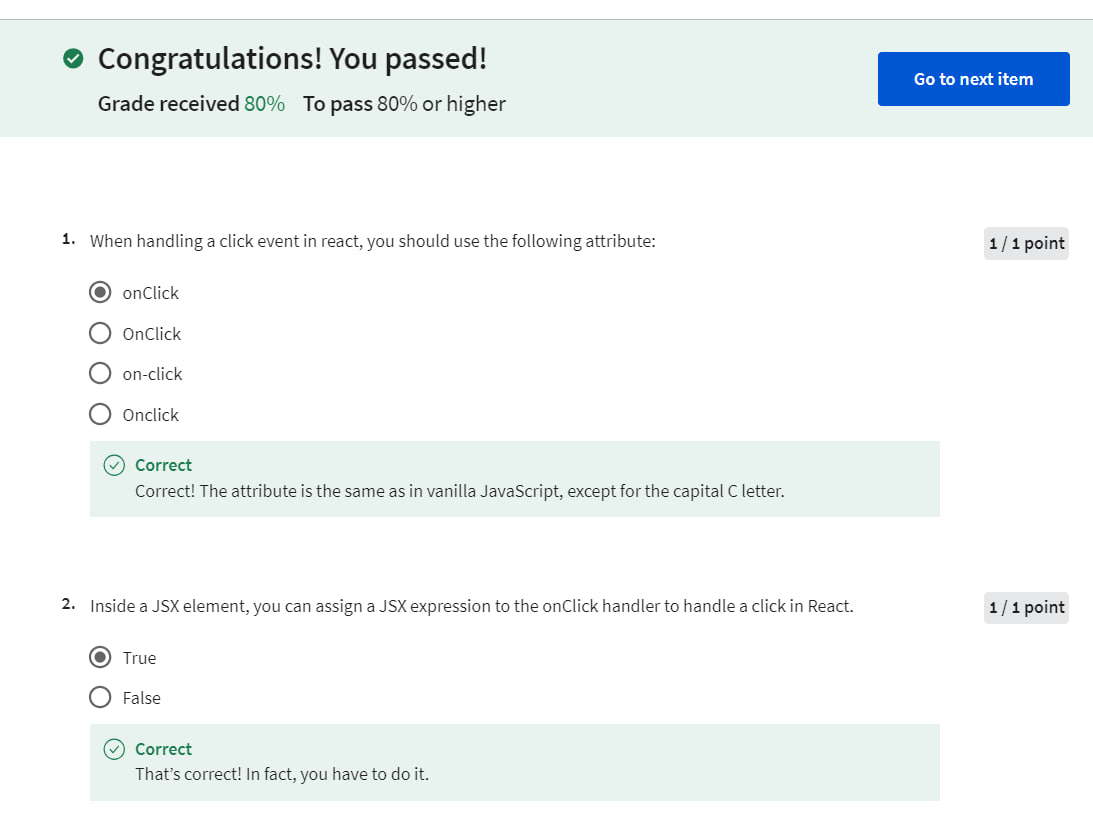 Congratulations! You passed!
Go to next item
Grade received 80% To pass 80% or higher
1. When handling a click event in react, you should use the following attribute:
1 / 1 point
onClick
OnClick
on-click
Onclick
Correct
Correct! The attribute is the same as in vanilla JavaScript, except for the capital C letter.
2. Inside a JSX element, you can assign a JSX expression to the onClick handler to handle a click in React.
1 / 1 point
True
False
Correct
That’s correct! In fact, you have to do it.